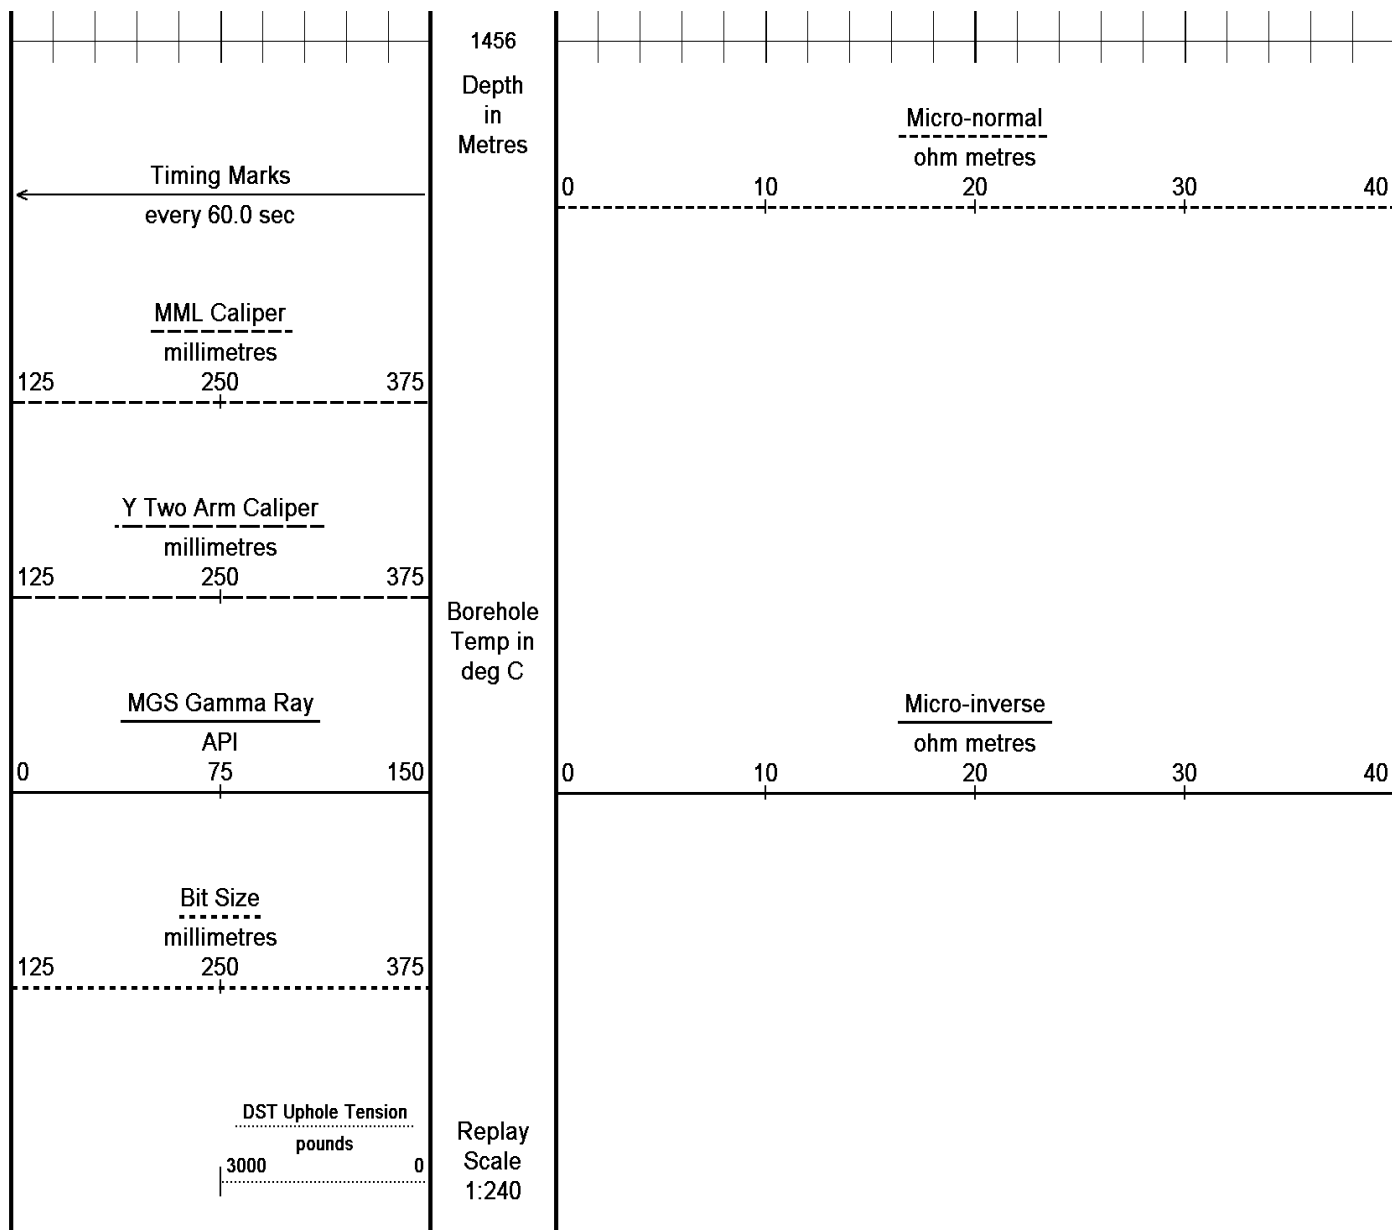 1456
Depth
in
Metres
Micro-normal
ohm metres
0 10 20 30 40
Timing Marks
every 60.0 sec
MML Caliper
millimetres
125 250 375
Y Two Arm Caliper
millimetres
125 250 375
Borehole
Temp in
deg C
MGS Gamma Ray
API
0 75 150
Micro-inverse
ohm metres
0 10 20 30 40
Bit Size
millimetres
125 250 375
DST Uphole Tension
pounds
3000 0
Replay
Scale
1:240